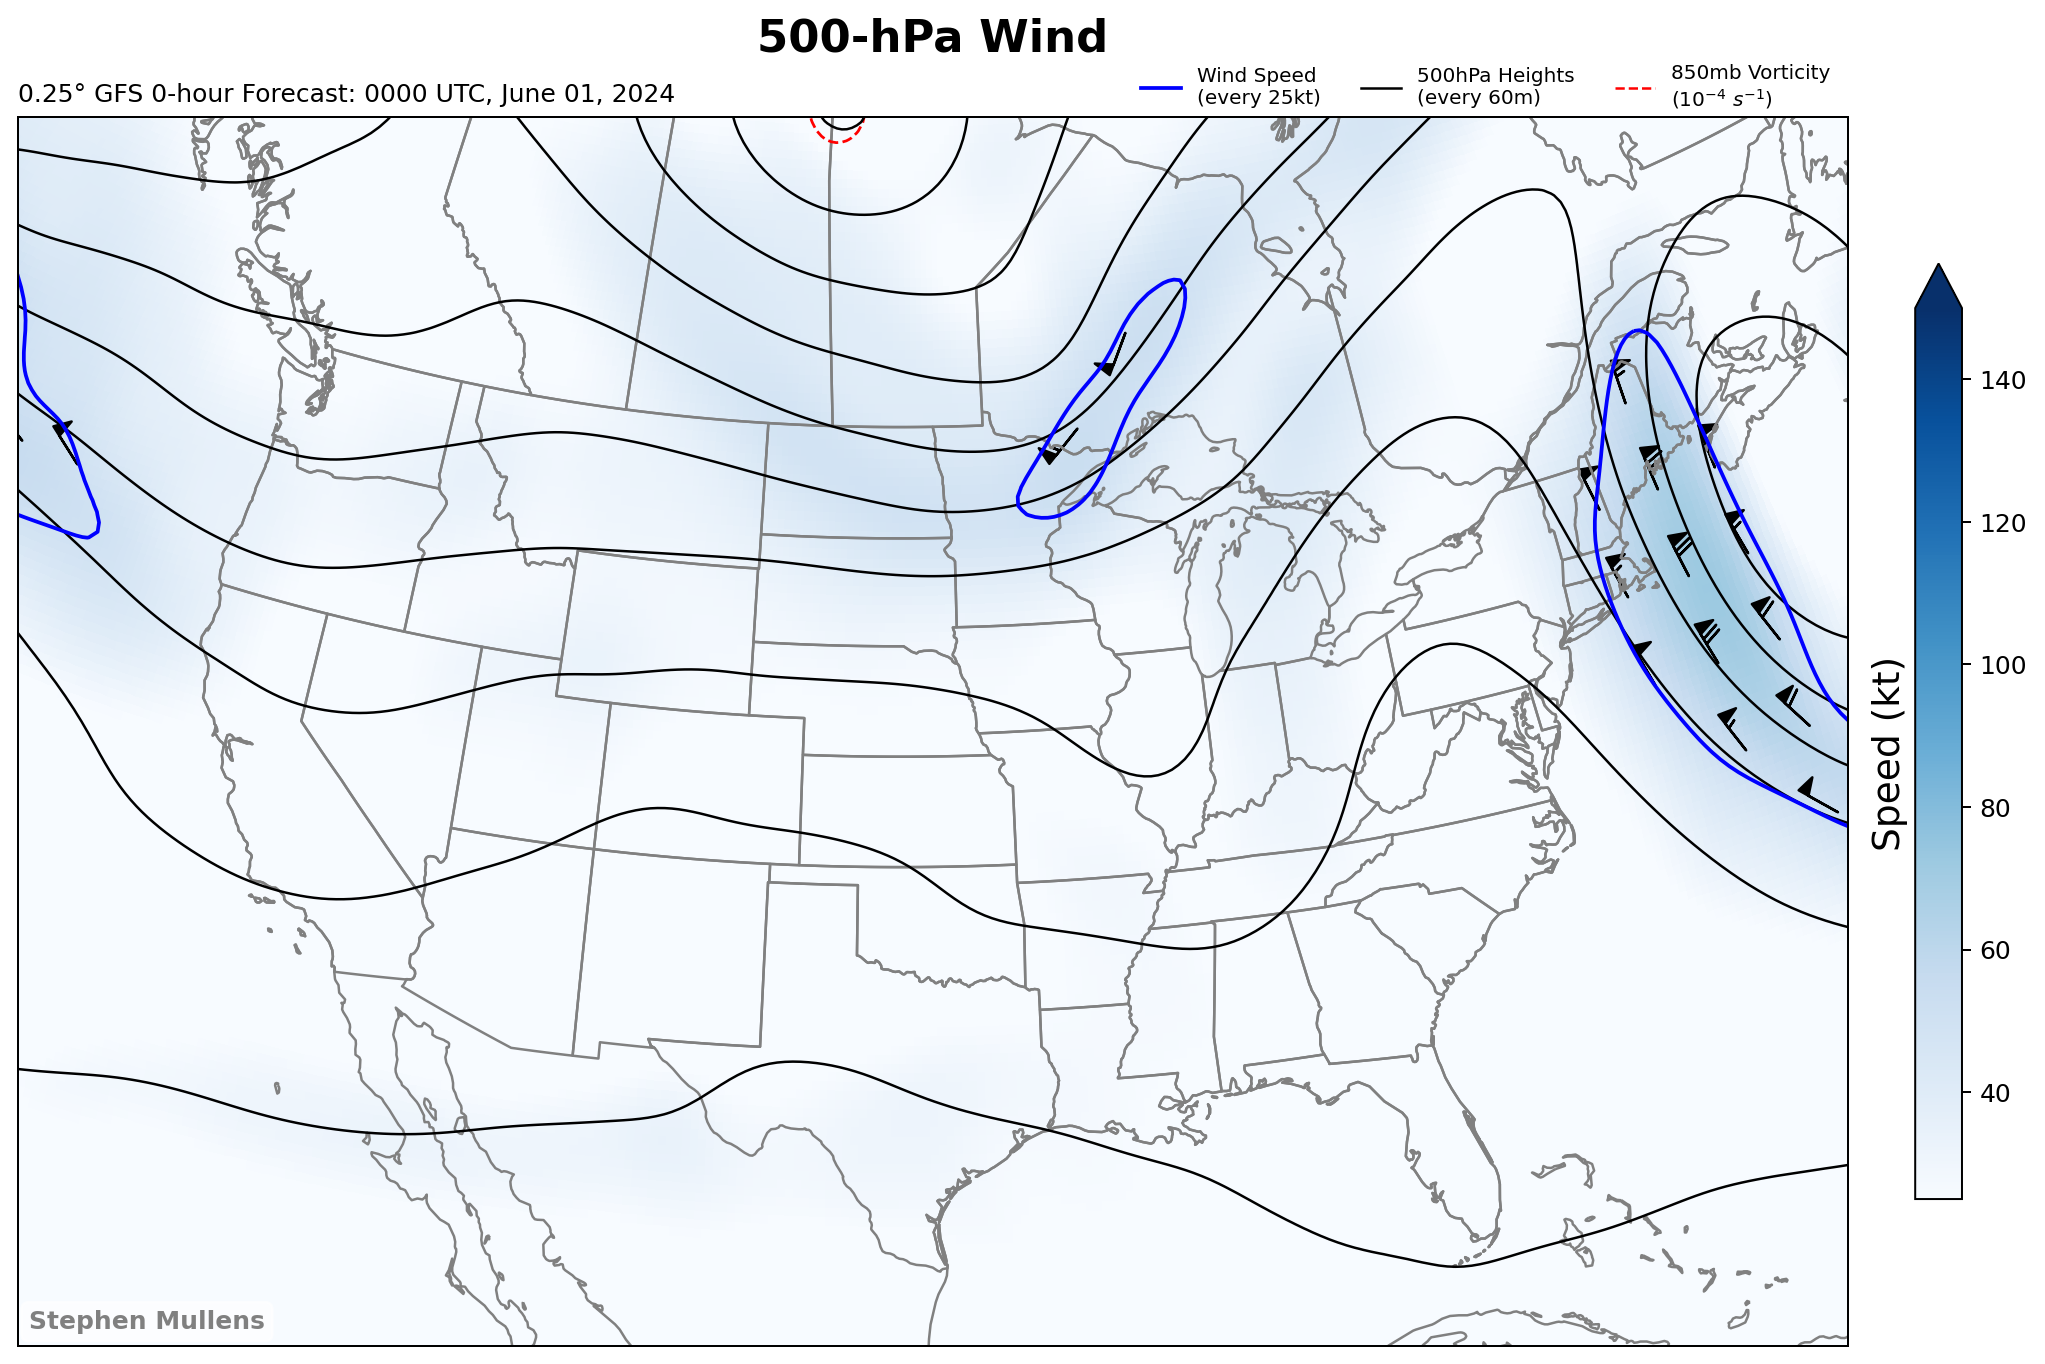 500-hPa Wind
0.25° GFS 0-hour Forecast: 0000 UTC, June 01, 2024
Wind Speed
(every 25kt)
500hPa Heights
(every 60m)
850mb Vorticity
(10⁻⁴ s⁻¹)
140
120
100
80
60
40
Speed (kt)
Stephen Mullens